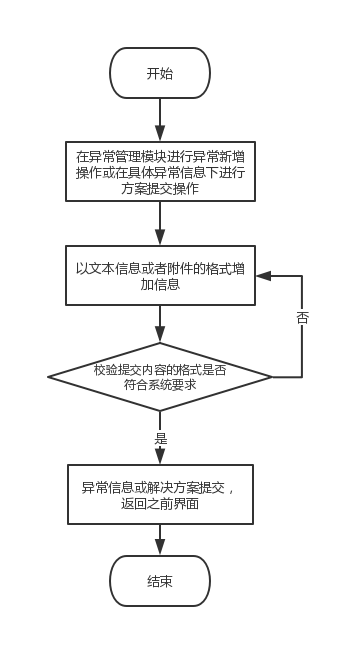 开始
在异常管理模块进行异常新增
操作或在具体异常信息下进行
方案提交操作
以文本信息或者附件的格式增
加信息
否
校验提交内容的格式是否
符合系统要求
是
异常信息或解决方案提交，
返回之前界面
结束